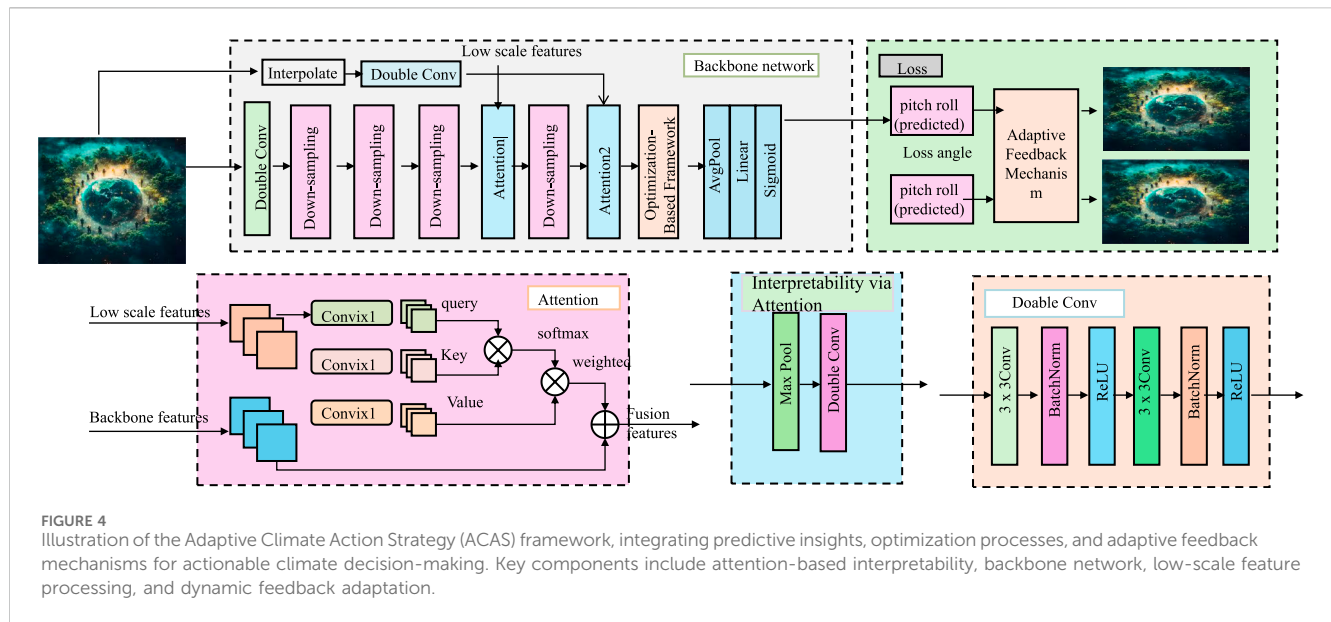 Low scale features
Interpolate
Double Conv
Backbone network
Double Conv
Down-sampling
Down-sampling
Down-sampling
Attention|
Down-sampling
Attention2
Optimization-
Based Framework
AvgPool
Linear
Sigmoid
Loss
pitch roll
(predicted)
Loss angle
pitch roll
(predicted)
Adaptive
Feedback
Mechanis
m
Low scale features
Backbone features
Attention
Convix1
query
Convix1
Key
Convix1
Value
softmax
weighted
Fusion
features
Interpretability via
Attention
Max Pool
Double Conv
Doable Conv
3 x 3Conv
BatchNorm
ReLU
3 x 3Conv
BatchNorm
ReLU
FIGURE 4
Illustration of the Adaptive Climate Action Strategy (ACAS) framework, integrating predictive insights, optimization processes, and adaptive feedback
mechanisms for actionable climate decision-making. Key components include attention-based interpretability, backbone network, low-scale feature
processing, and dynamic feedback adaptation.